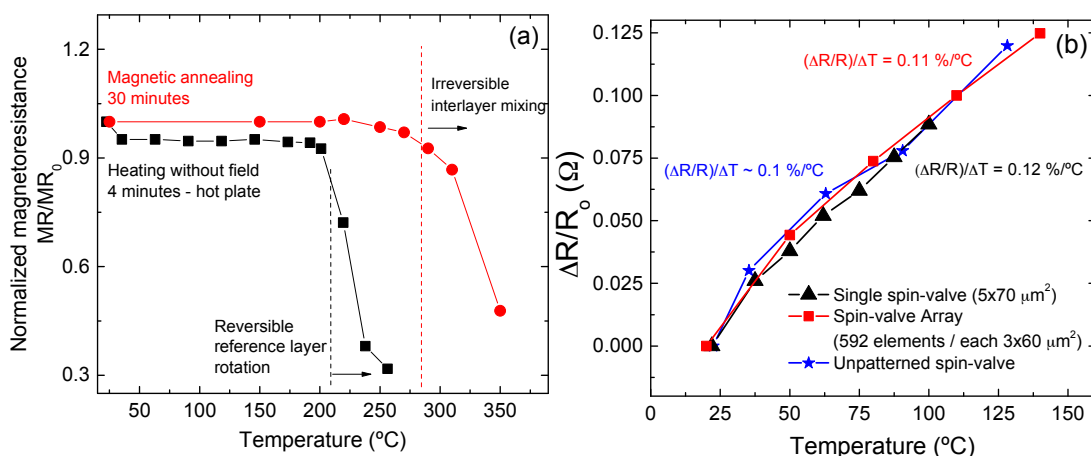 (a)
Normalized magnetoresistance
MR/MR₀
1.2
0.9
0.6
0.3
Magnetic annealing
30 minutes
Irreversible
interlayer mixing
Heating without field
4 minutes - hot plate
Reversible
reference layer
rotation
50 100 150 200 250 300 350
Temperature (ºC)
(b)
ΔR/Rₒ (Ω)
0.125
0.100
0.075
0.050
0.025
0.000
(ΔR/R)/ΔT = 0.11 %/ºC
(ΔR/R)/ΔT ~ 0.1 %/ºC
(ΔR/R)/ΔT = 0.12 %/ºC
Single spin-valve (5x70 μm²)
Spin-valve Array
(592 elements / each 3x60 μm²)
Unpatterned spin-valve
0 25 50 75 100 125 150
Temperature (ºC)